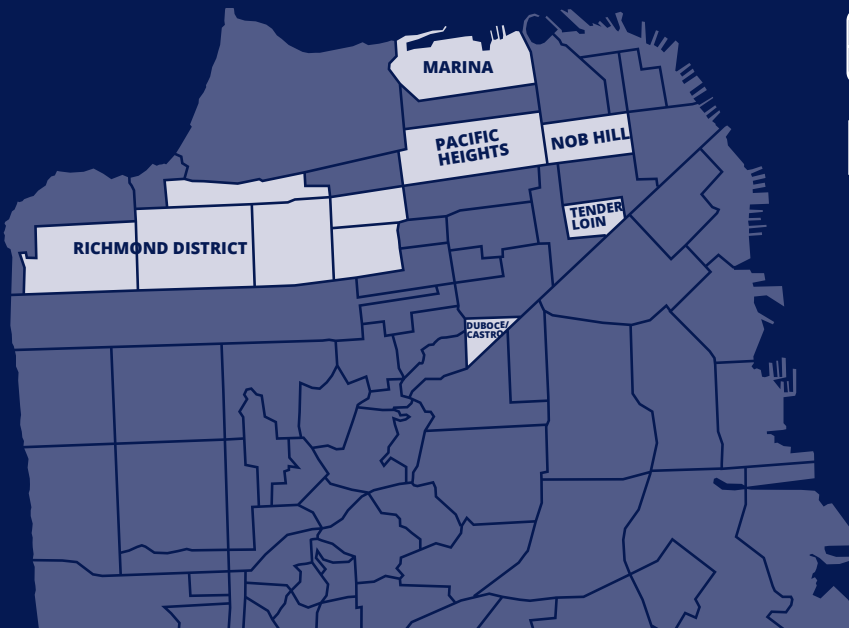 MARINA
PACIFIC
HEIGHTS
NOB HILL
TENDER
LOIN
RICHMOND DISTRICT
DUBOCE/
CASTRO